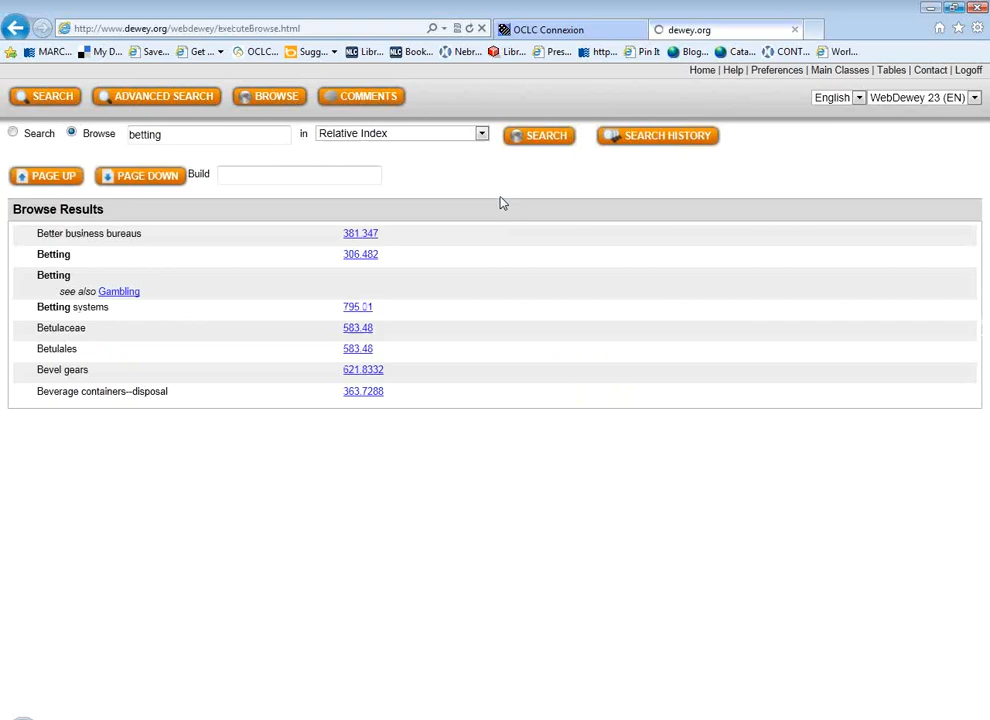 http://www.dewey.org/webdewey/executeBrowse.html
OCLC Connexion
dewey.org
MARC... My D... Save... Get ... OCLC... Sugg... Libr... Book... Nebr... Libr... http... Pres... Pin It Blog... Cata... CONT... Worl...
Home | Help | Preferences | Main Classes | Tables | Contact | Logoff
SEARCH ADVANCED SEARCH BROWSE COMMENTS English WebDewey 23 (EN)
Search Browse betting in Relative Index SEARCH SEARCH HISTORY
PAGE UP PAGE DOWN Build
Browse Results
Better business bureaus 381.347
Betting 306.482
Betting
see also Gambling
Betting systems 795.01
Betulaceae 583.48
Betulales 583.48
Bevel gears 621.8332
Beverage containers--disposal 363.7288